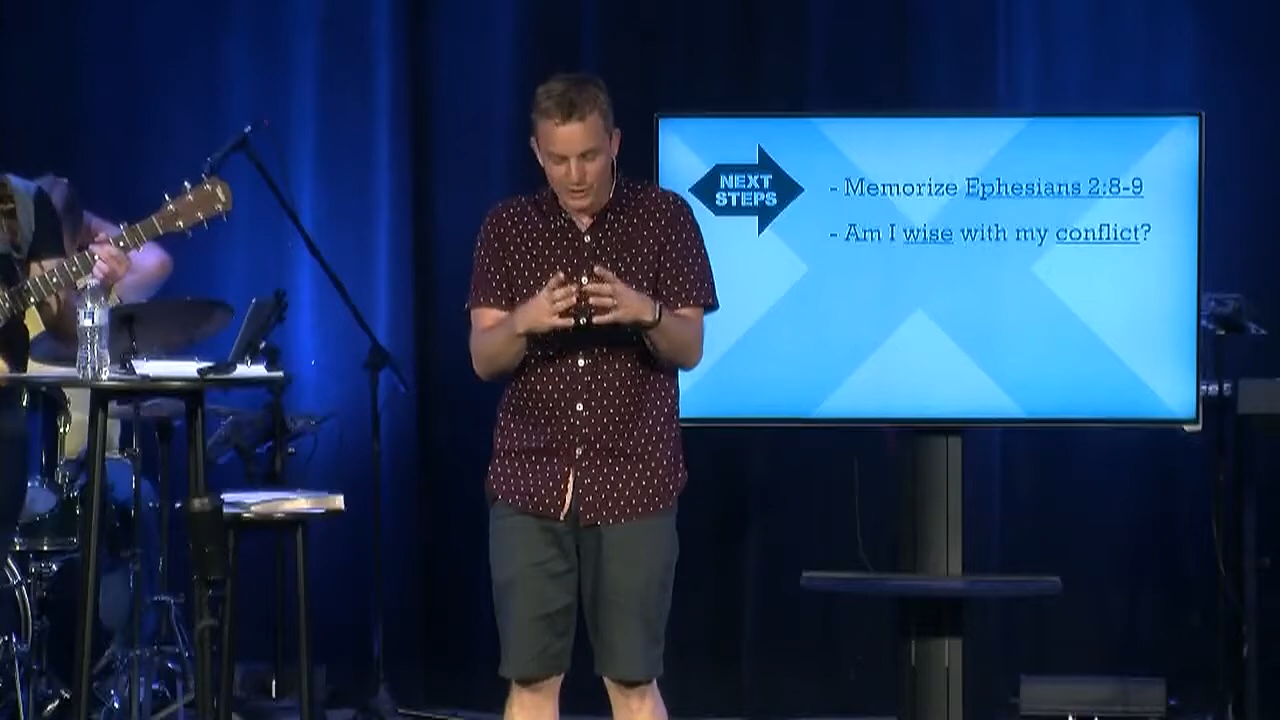 NEXT
STEPS
- Memorize Ephesians 2:8-9
- Am I wise with my conflict?